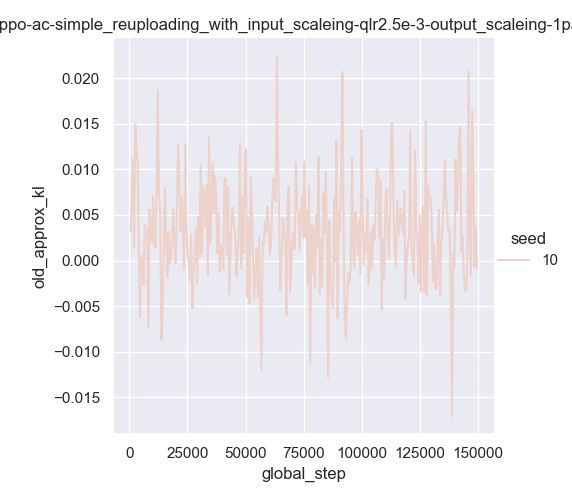 ppo-ac-simple_reuploading_with_input_scaleing-qlr2.5e-3-output_scaleing-1p
0.020
0.015
0.010
0.005
0.000
−0.005
−0.010
−0.015
old_approx_kl
seed
10
0 25000 50000 75000 100000 125000 150000
global_step